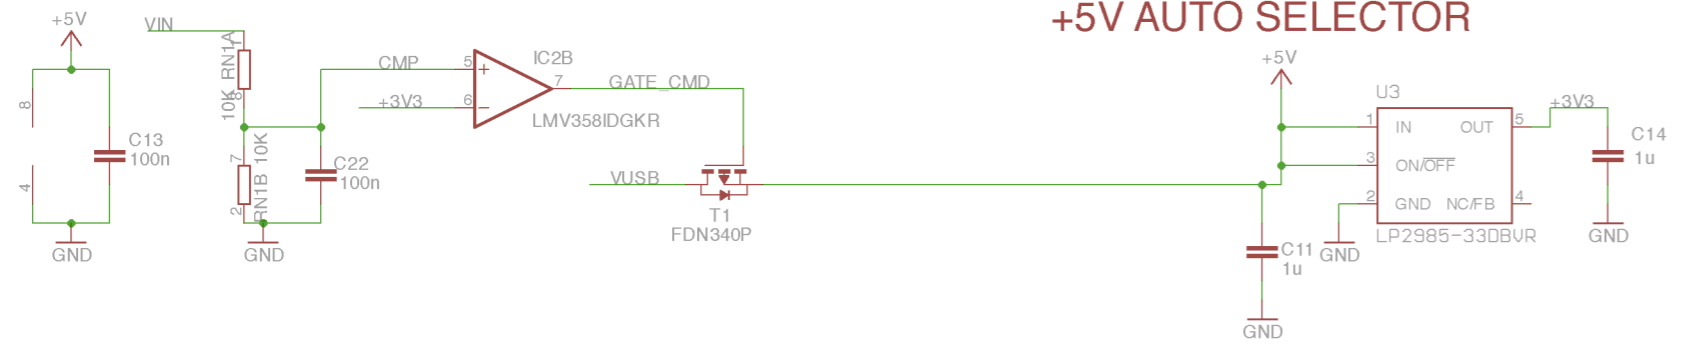 +5V AUTO SELECTOR
+5V
8
4
C13
100n
GND
VIN
1
RN1A
10K
8
7
10K
RN1B
2
C22
100n
GND
CMP
5
+
+3V3
6
-
IC2B
7
LMV358IDGKR
GATE_CMD
VUSB
T1
FDN340P
+5V
C11
1u
GND
U3
1
IN
OUT
5
3
ON/OFF
2
GND
NC/FB
4
LP2985-33DBVR
GND
+3V3
C14
1u
GND